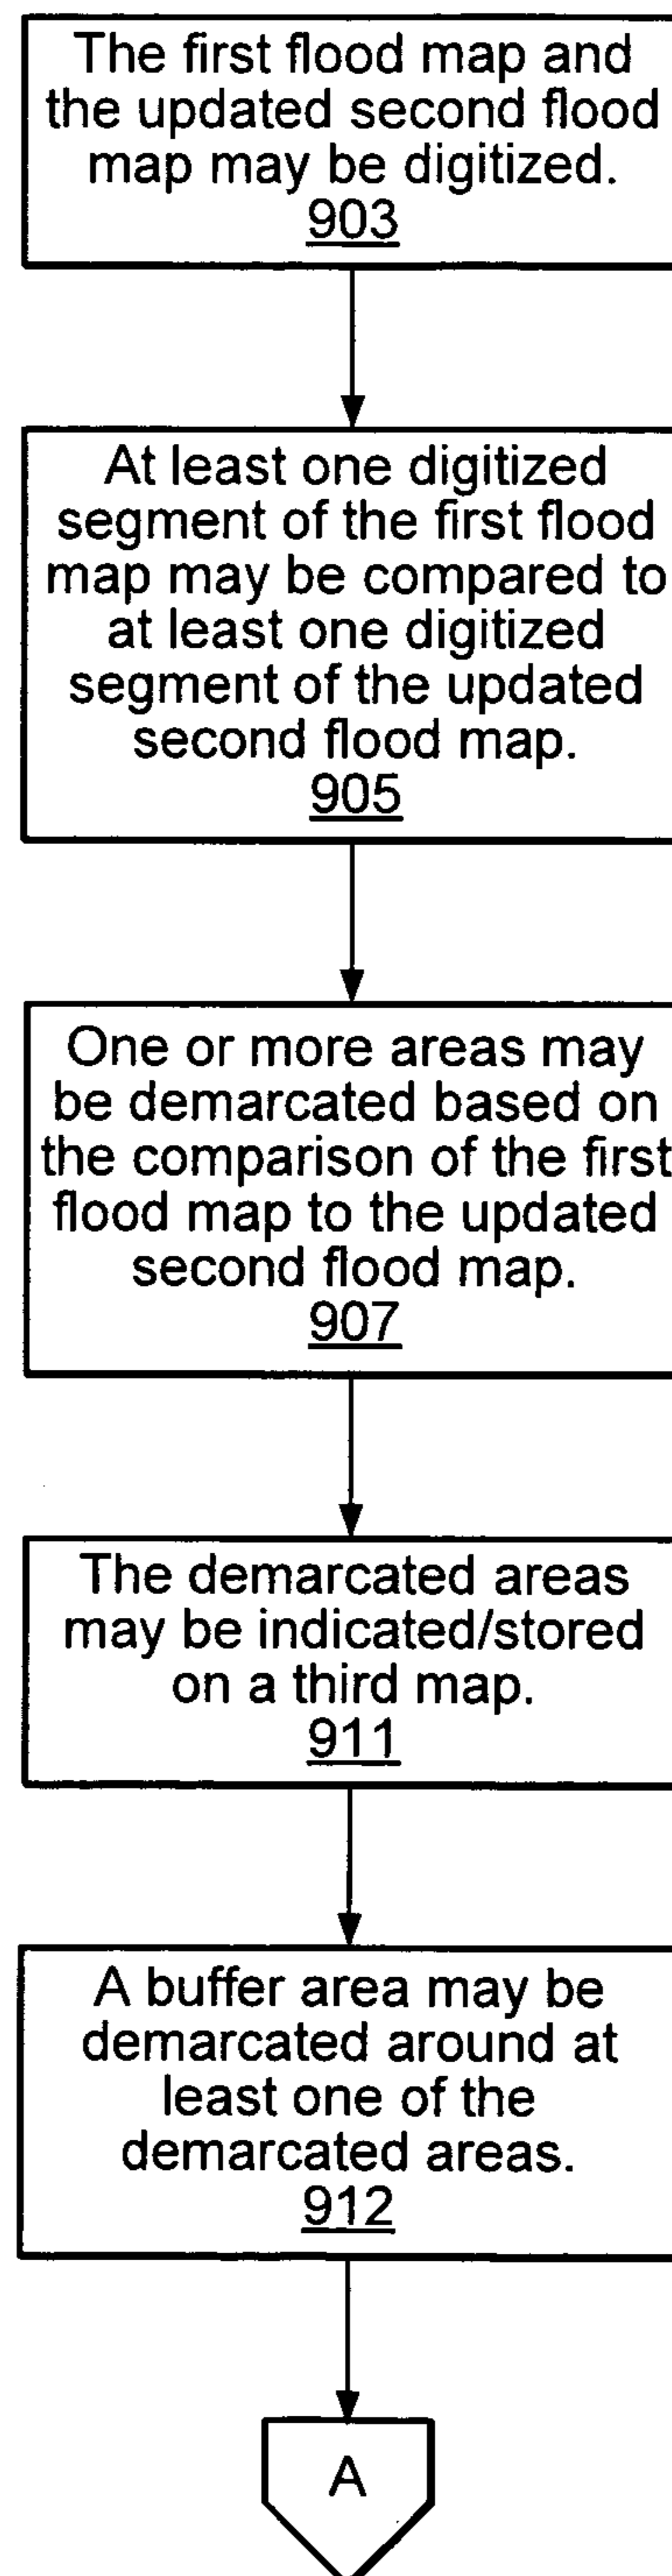 The first flood map and
the updated second flood
map may be digitized.
903
At least one digitized
segment of the first flood
map may be compared to
at least one digitized
segment of the updated
second flood map.
905
One or more areas may
be demarcated based on
the comparison of the first
flood map to the updated
second flood map.
907
The demarcated areas
may be indicated/stored
on a third map.
911
A buffer area may be
demarcated around at
least one of the
demarcated areas.
912
A